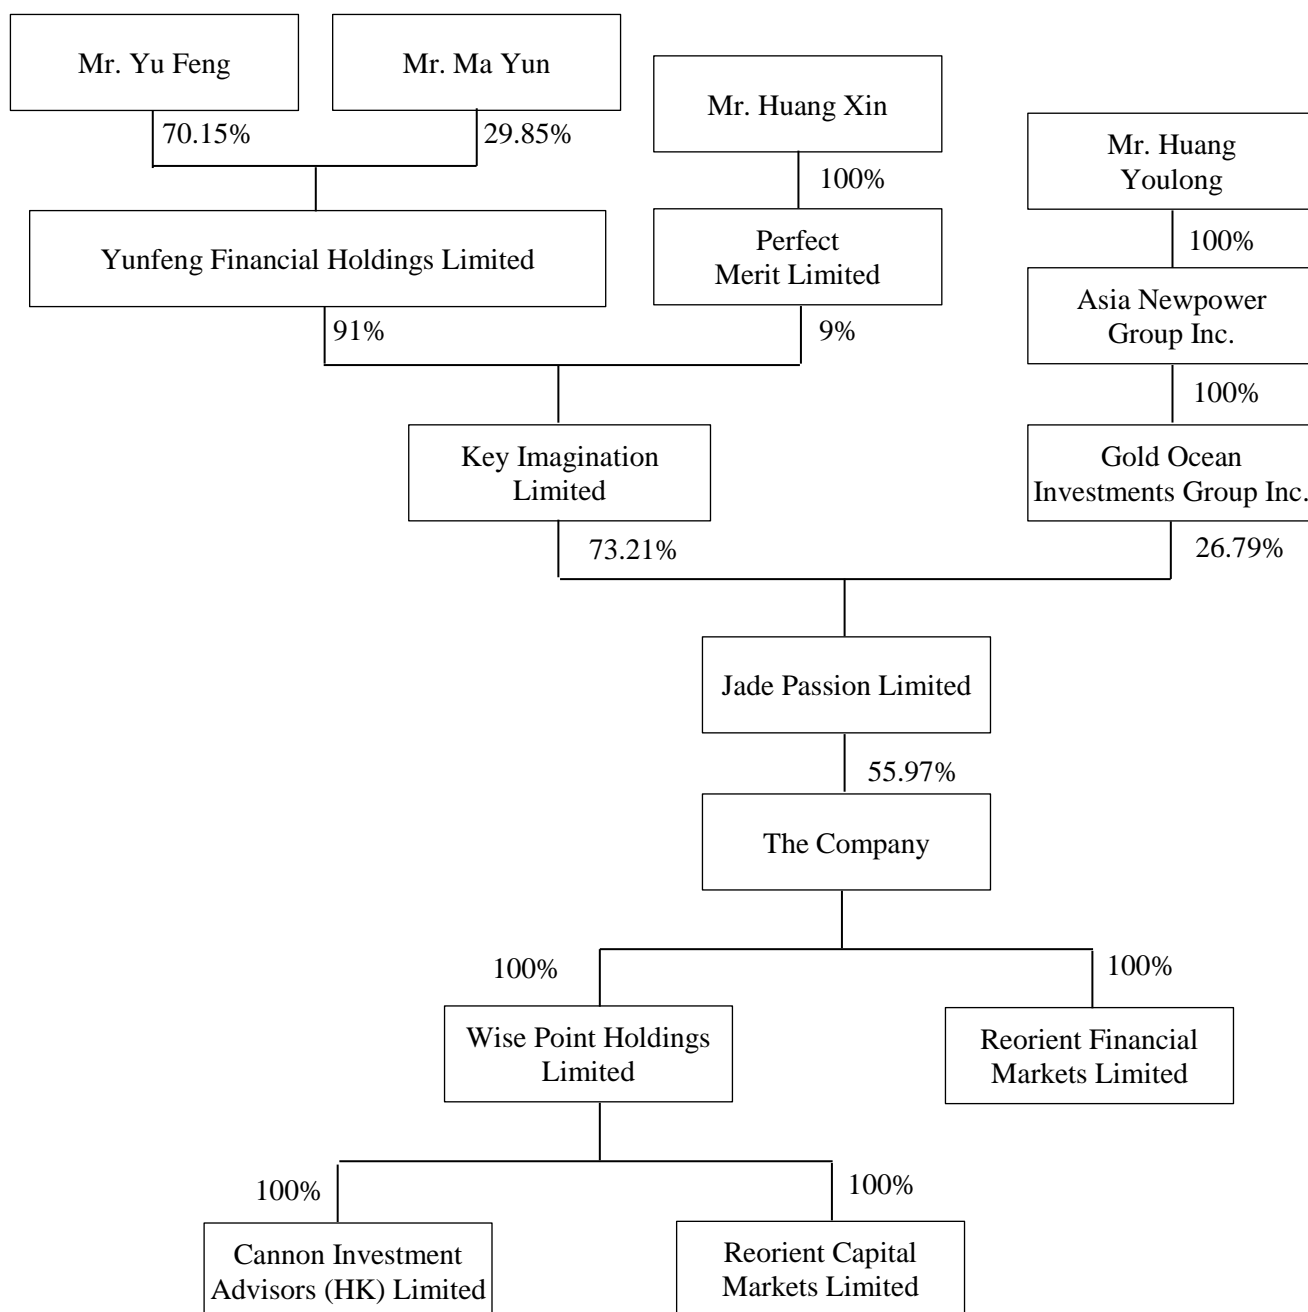 Mr. Yu Feng
Mr. Ma Yun
Mr. Huang Xin
Mr. Huang
Youlong
70.15%
29.85%
100%
100%
Yunfeng Financial Holdings Limited
Perfect
Merit Limited
Asia Newpower
Group Inc.
91%
9%
100%
Key Imagination
Limited
Gold Ocean
Investments Group Inc.
73.21%
26.79%
Jade Passion Limited
55.97%
The Company
100%
100%
Wise Point Holdings
Limited
Reorient Financial
Markets Limited
100%
100%
Cannon Investment
Advisors (HK) Limited
Reorient Capital
Markets Limited